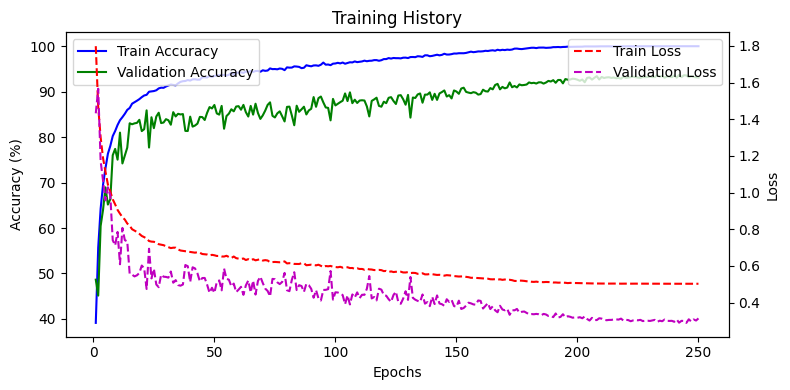 Training History
Train Accuracy
Validation Accuracy
Train Loss
Validation Loss
Accuracy (%)
100
90
80
70
60
50
40
1.8
1.6
1.4
1.2
1.0
0.8
0.6
0.4
Loss
0
50
100
150
200
250
Epochs